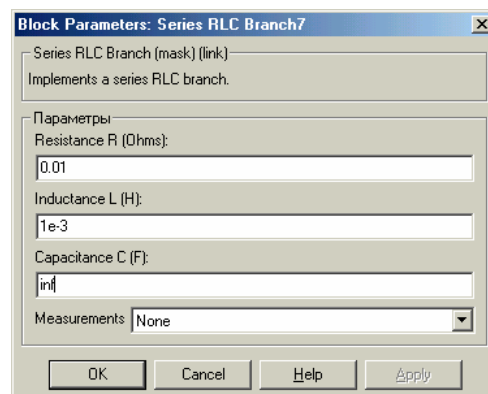 Block Parameters: Series RLC Branch7
Series RLC Branch (mask) (link)
Implements a series RLC branch.
Параметры
Resistance R (Ohms):
0.01
Inductance L (H):
1e-3
Capacitance C (F):
inf
Measurements None
OK Cancel Help Apply